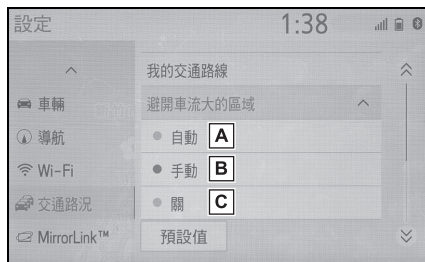 設定
1:38
我的交通路線
車輛
避開車流大的區域
導航
自動 A
Wi-Fi
手動 B
交通路況
關 C
MirrorLink™
預設值